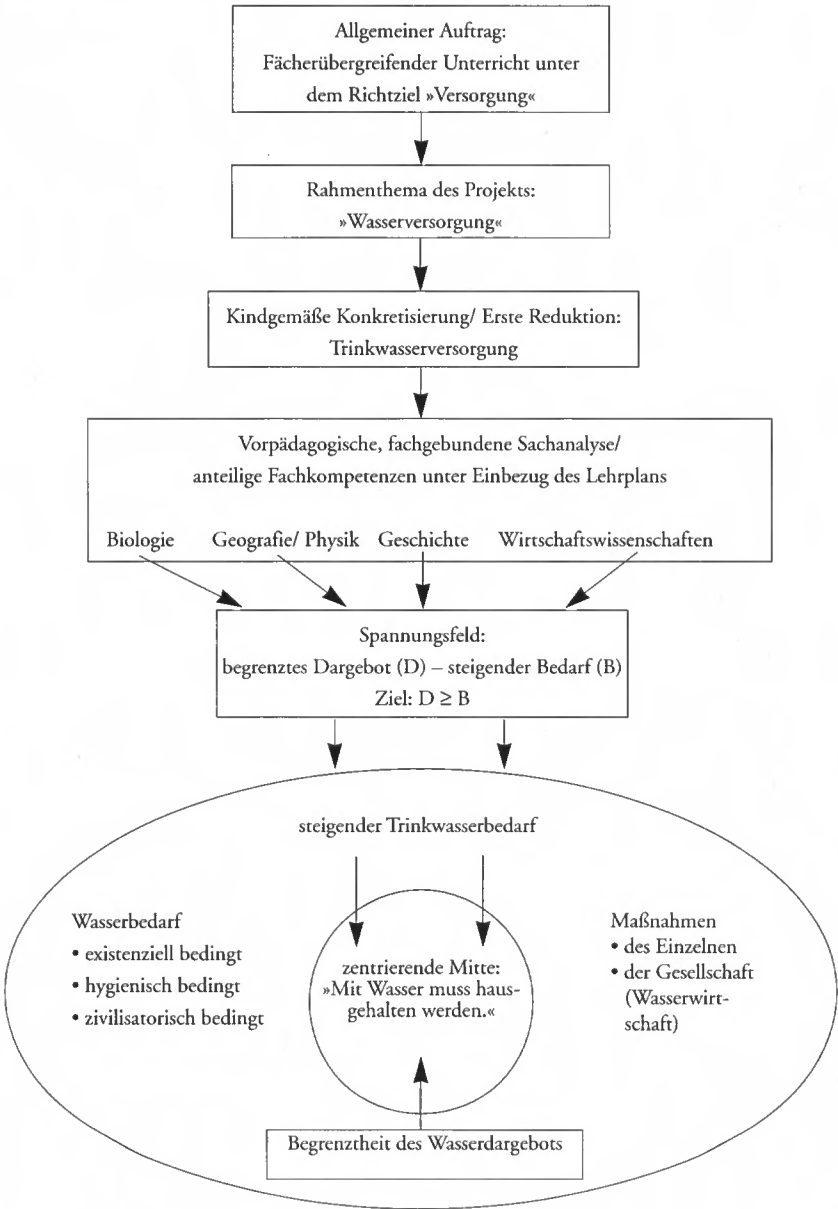 Allgemeiner Auftrag:
Fächerübergreifender Unterricht unter
dem Richtziel »Versorgung«
Rahmenthema des Projekts:
»Wasserversorgung«
Kindgemäße Konkretisierung/ Erste Reduktion:
Trinkwasserversorgung
Vorpädagogische, fachgebundene Sachanalyse/
anteilige Fachkompetenzen unter Einbezug des Lehrplans
Biologie Geografie/ Physik Geschichte Wirtschaftswissenschaften
Spannungsfeld:
begrenztes Dargebot (D) – steigender Bedarf (B)
Ziel: D ≥ B
steigender Trinkwasserbedarf
Wasserbedarf
• existenziell bedingt
• hygienisch bedingt
• zivilisatorisch bedingt
zentrierende Mitte:
»Mit Wasser muss haus-
gehalten werden.«
Maßnahmen
• des Einzelnen
• der Gesellschaft
(Wasserwirt-
schaft)
Begrenztheit des Wasserdargebots